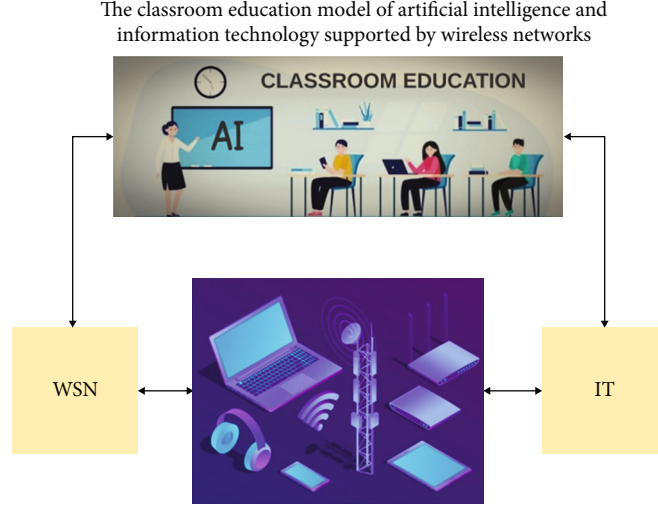 The classroom education model of artificial intelligence and
information technology supported by wireless networks
CLASSROOM EDUCATION
AI
WSN
IT